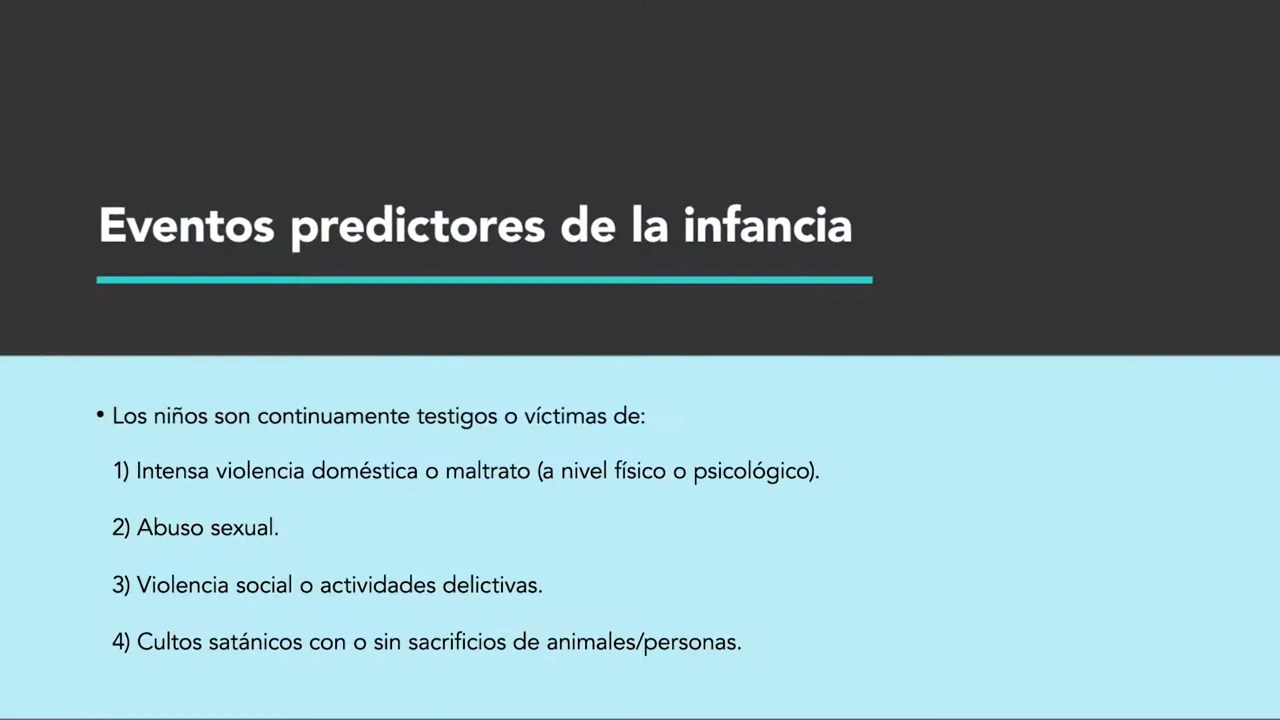 Eventos predictores de la infancia
• Los niños son continuamente testigos o víctimas de:
1) Intensa violencia doméstica o maltrato (a nivel físico o psicológico).
2) Abuso sexual.
3) Violencia social o actividades delictivas.
4) Cultos satánicos con o sin sacrificios de animales/personas.